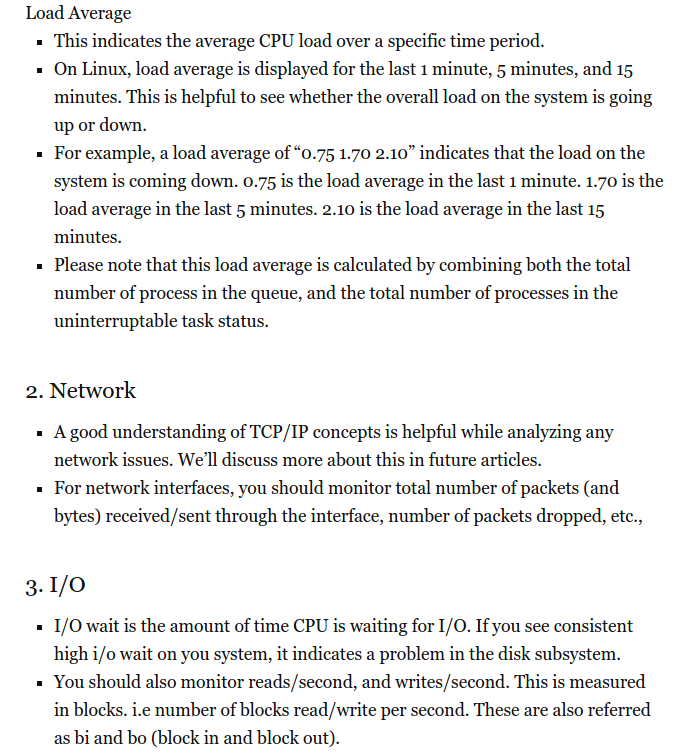 Load Average
▪ This indicates the average CPU load over a specific time period.
▪ On Linux, load average is displayed for the last 1 minute, 5 minutes, and 15
minutes. This is helpful to see whether the overall load on the system is going
up or down.
▪ For example, a load average of “0.75 1.70 2.10” indicates that the load on the
system is coming down. 0.75 is the load average in the last 1 minute. 1.70 is the
load average in the last 5 minutes. 2.10 is the load average in the last 15
minutes.
▪ Please note that this load average is calculated by combining both the total
number of process in the queue, and the total number of processes in the
uninterruptable task status.
2. Network
▪ A good understanding of TCP/IP concepts is helpful while analyzing any
network issues. We’ll discuss more about this in future articles.
▪ For network interfaces, you should monitor total number of packets (and
bytes) received/sent through the interface, number of packets dropped, etc.,
3. I/O
▪ I/O wait is the amount of time CPU is waiting for I/O. If you see consistent
high i/o wait on you system, it indicates a problem in the disk subsystem.
▪ You should also monitor reads/second, and writes/second. This is measured
in blocks. i.e number of blocks read/write per second. These are also referred
as bi and bo (block in and block out).